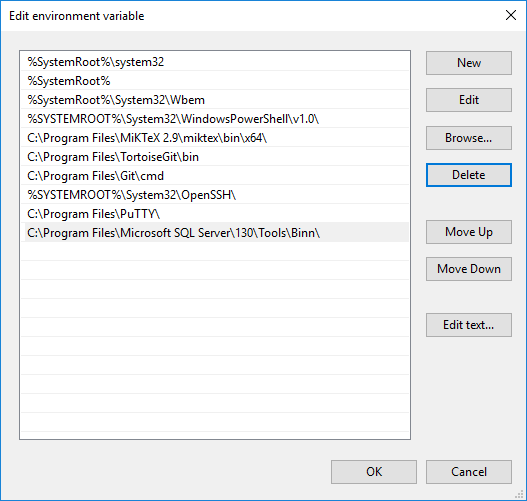 Edit environment variable
%SystemRoot%\system32
%SystemRoot%
%SystemRoot%\System32\Wbem
%SYSTEMROOT%\System32\WindowsPowerShell\v1.0\
C:\Program Files\MiKTeX 2.9\miktex\bin\x64\
C:\Program Files\TortoiseGit\bin
C:\Program Files\Git\cmd
%SYSTEMROOT%\System32\OpenSSH\
C:\Program Files\PuTTY\
C:\Program Files\Microsoft SQL Server\130\Tools\Binn\
New
Edit
Browse...
Delete
Move Up
Move Down
Edit text...
OK
Cancel